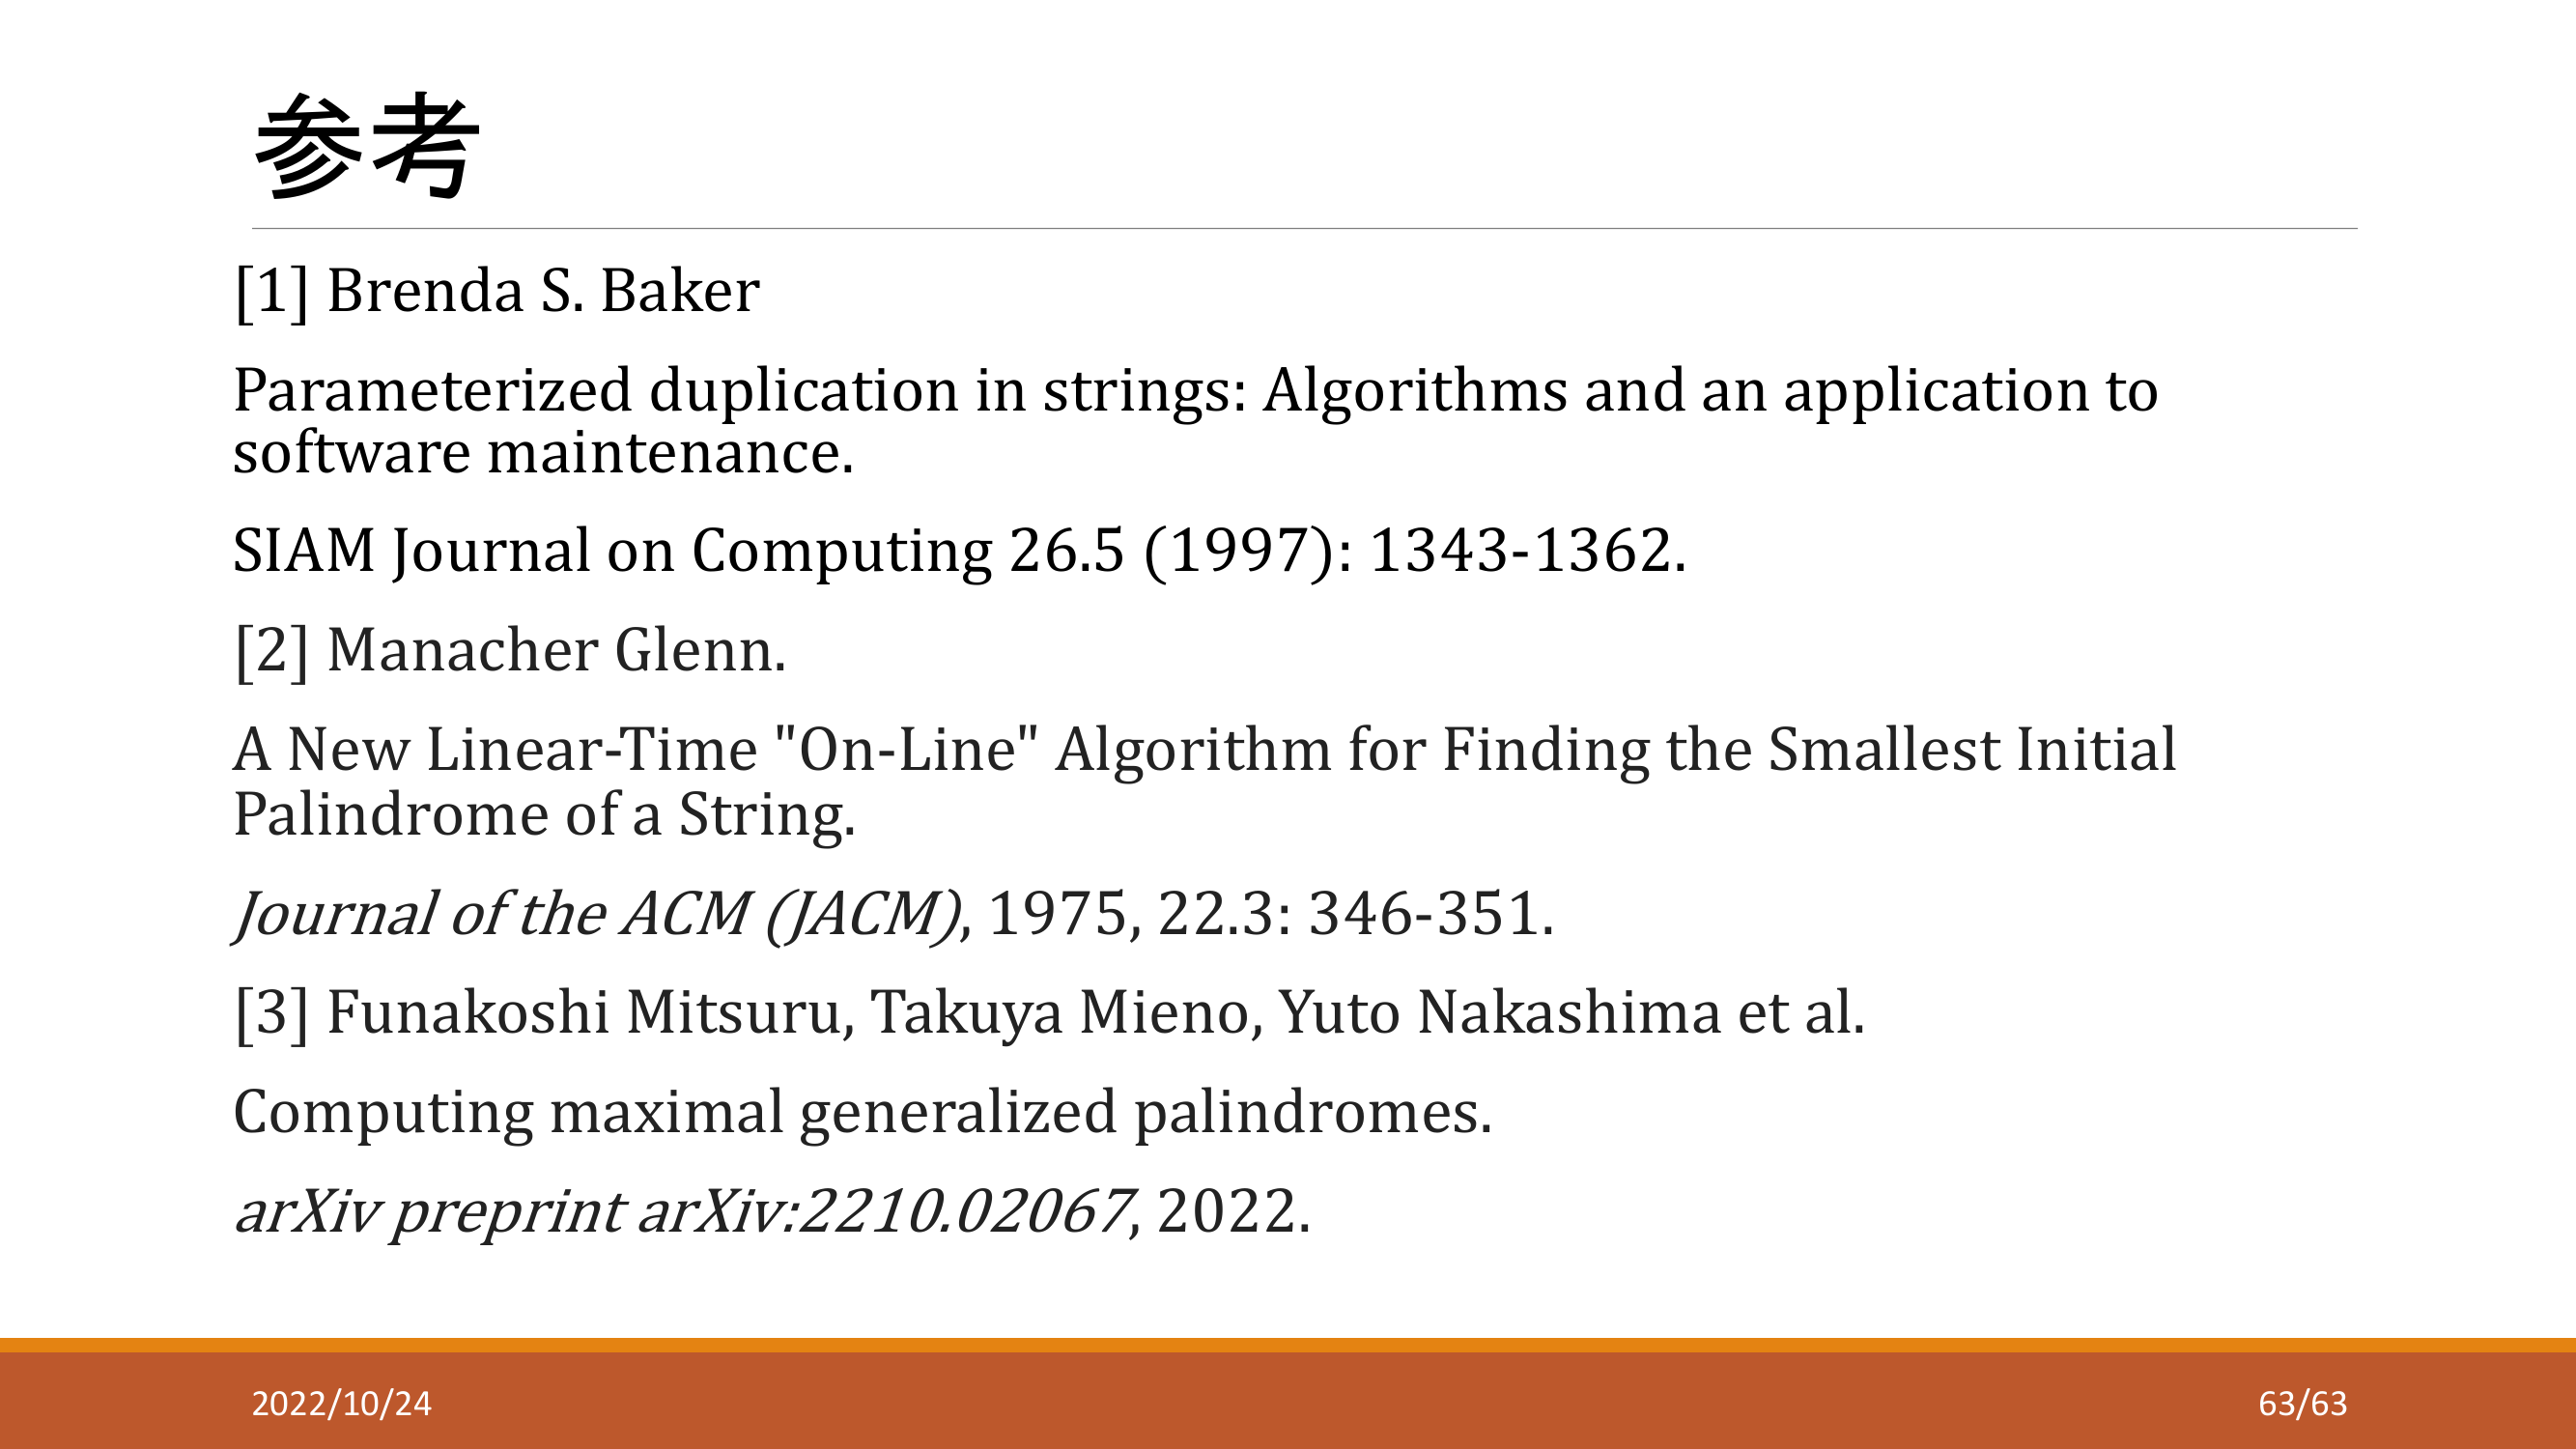 参考
[1] Brenda S. Baker
Parameterized duplication in strings: Algorithms and an application to
software maintenance.
SIAM Journal on Computing 26.5 (1997): 1343-1362.
[2] Manacher Glenn.
A New Linear-Time "On-Line" Algorithm for Finding the Smallest Initial
Palindrome of a String.
Journal of the ACM (JACM), 1975, 22.3: 346-351.
[3] Funakoshi Mitsuru, Takuya Mieno, Yuto Nakashima et al.
Computing maximal generalized palindromes.
arXiv preprint arXiv:2210.02067, 2022.
2022/10/24
63/63